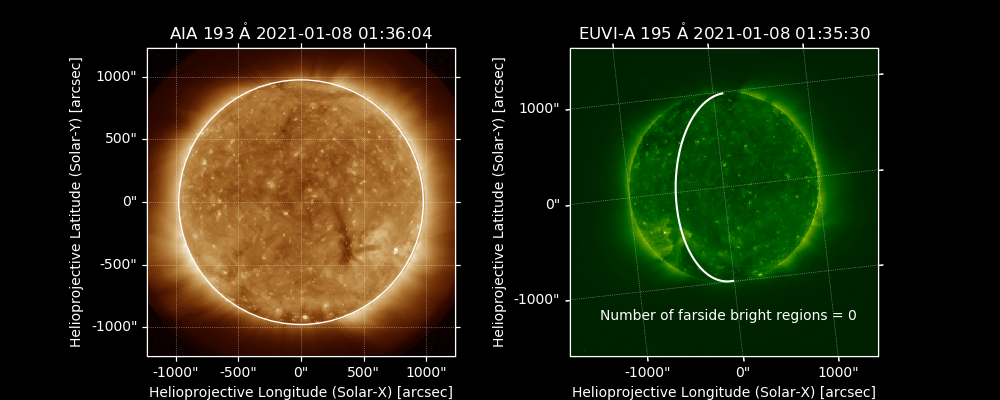 AIA 193 Å 2021-01-08 01:36:04
EUVI-A 195 Å 2021-01-08 01:35:30
Helioprojective Latitude (Solar-Y) [arcsec]
1000"
500"
0"
-500"
-1000"
-1000" -500" 0" 500" 1000"
Helioprojective Longitude (Solar-X) [arcsec]
Helioprojective Latitude (Solar-Y) [arcsec]
1000"
0"
-1000"
Number of farside bright regions = 0
-1000" 0" 1000"
Helioprojective Longitude (Solar-X) [arcsec]